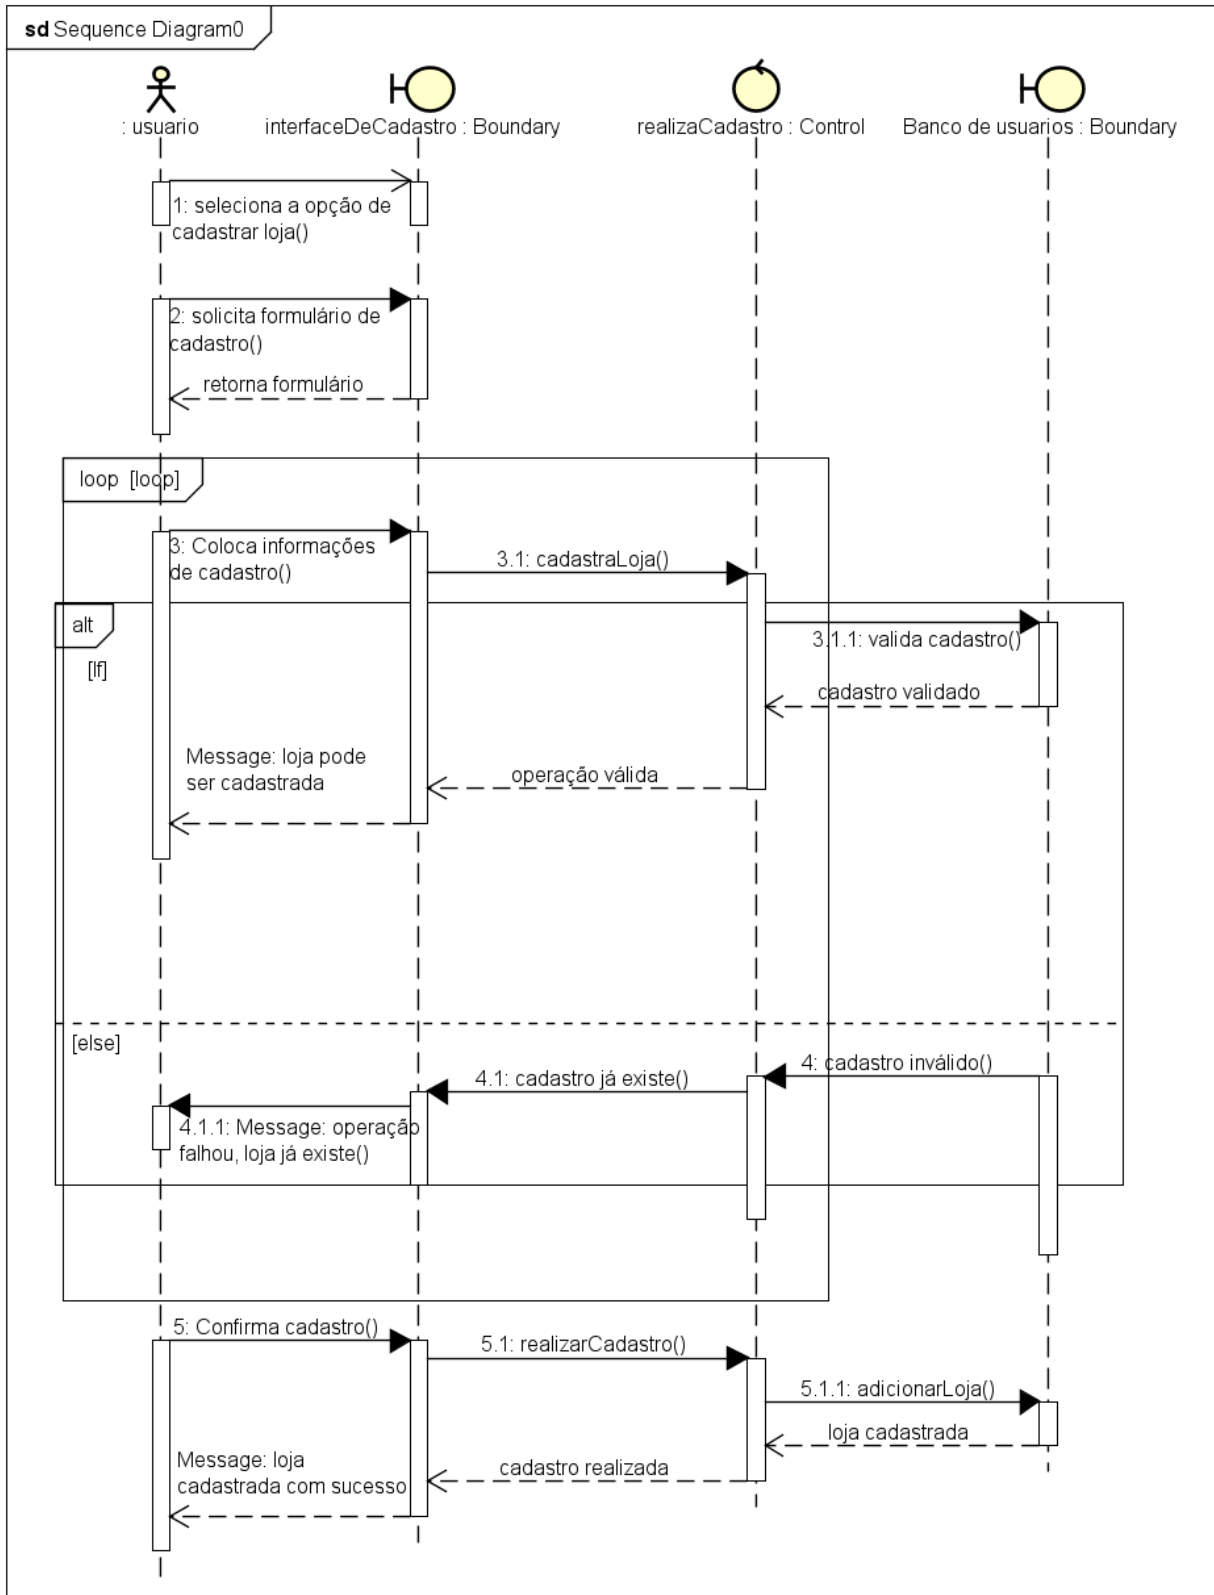 sd Sequence Diagram0
: usuario
interfaceDeCadastro : Boundary
realizaCadastro : Control
Banco de usuarios : Boundary
1: seleciona a opção de
cadastrar loja()
2: solicita formulário de
cadastro()
retorna formulário
loop [loop]
3: Coloca informações
de cadastro()
3.1: cadastraLoja()
alt
[If]
3.1.1: valida cadastro()
cadastro validado
operação válida
Message: loja pode
ser cadastrada
[else]
4: cadastro inválido()
4.1: cadastro já existe()
4.1.1: Message: operação
falhou, loja já existe()
5: Confirma cadastro()
5.1: realizarCadastro()
5.1.1: adicionarLoja()
loja cadastrada
cadastro realizada
Message: loja
cadastrada com sucesso